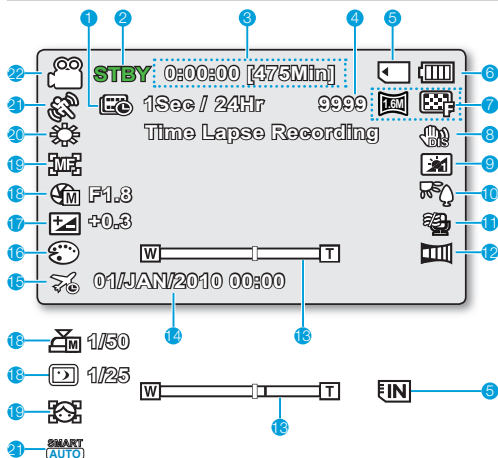 1 2 3 4 5
22 STBY 0:00:00 [475Min] 6
21 1Sec / 24Hr 9999 1.6M F 7
20 Time Lapse Recording DIS 8
19 MF 9
18 M F1.8 10
17 +0.3 11
16 W T 12
15 01/JAN/2010 00:00
14 13
18 M 1/50
18 1/25
W T IN 5
19
13
21 SMART
AUTO